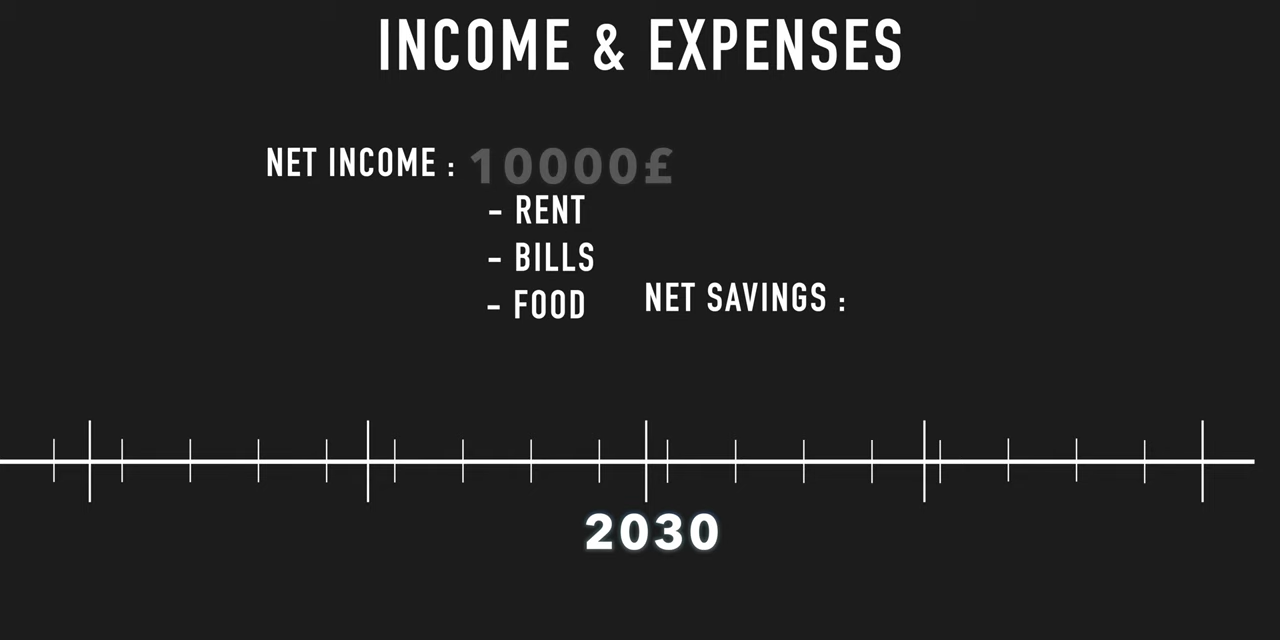 INCOME & EXPENSES
NET INCOME : 10000£
- RENT
- BILLS
- FOOD
NET SAVINGS :
2030